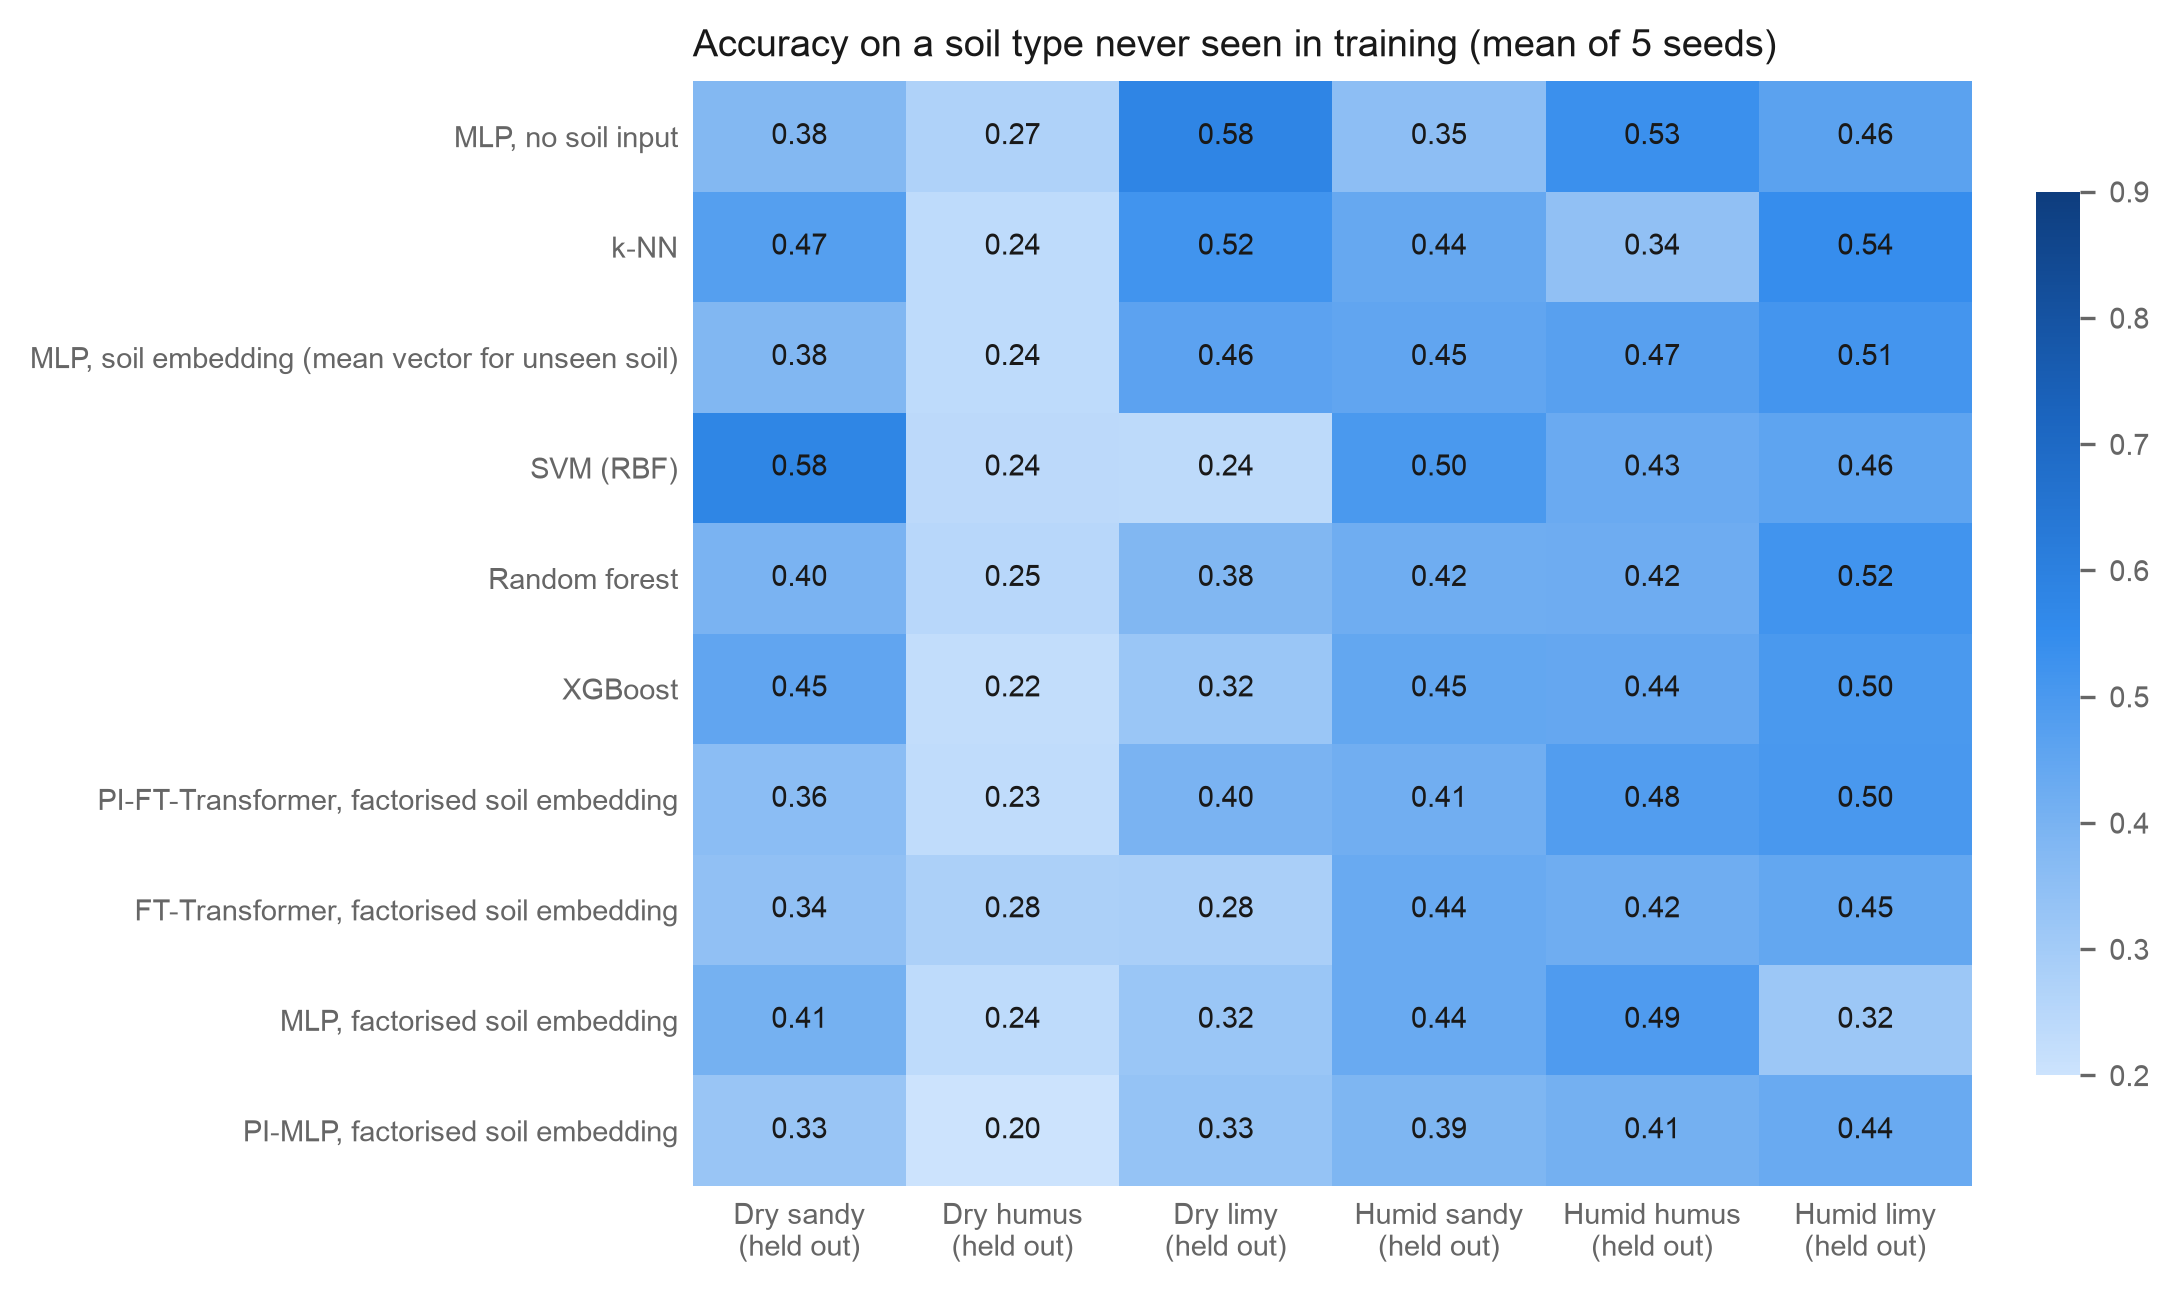 Accuracy on a soil type never seen in training (mean of 5 seeds)
MLP, no soil input 0.38 0.27 0.58 0.35 0.53 0.46
k-NN 0.47 0.24 0.52 0.44 0.34 0.54
MLP, soil embedding (mean vector for unseen soil) 0.38 0.24 0.46 0.45 0.47 0.51
SVM (RBF) 0.58 0.24 0.24 0.50 0.43 0.46
Random forest 0.40 0.25 0.38 0.42 0.42 0.52
XGBoost 0.45 0.22 0.32 0.45 0.44 0.50
PI-FT-Transformer, factorised soil embedding 0.36 0.23 0.40 0.41 0.48 0.50
FT-Transformer, factorised soil embedding 0.34 0.28 0.28 0.44 0.42 0.45
MLP, factorised soil embedding 0.41 0.24 0.32 0.44 0.49 0.32
PI-MLP, factorised soil embedding 0.33 0.20 0.33 0.39 0.41 0.44
Dry sandy Dry humus Dry limy Humid sandy Humid humus Humid limy
(held out) (held out) (held out) (held out) (held out) (held out)
0.9
0.8
0.7
0.6
0.5
0.4
0.3
0.2